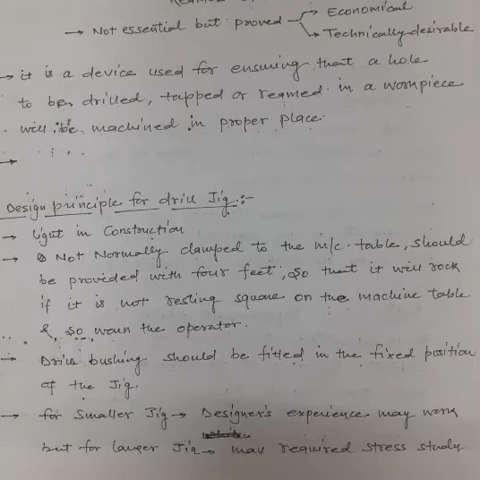 → Not essential but proved → Economical
→ Technically desirable
→ it is a device used for ensuring that a hole
to be drilled, tapped or reamed in a workpiece
will be machined in proper place.
→
Design principle for drill Jig :-
→ light in Construction
→ Not Normally clamped to the m/c. table, should
be provided with four feet, so that it will rock
if it is not resting square on the machine table
&, so warn the operator.
→ Drill bushing should be fitted in the fixed position
of the Jig.
→ for Smaller Jig → Designer's experience may work
but for larger Jig → may required stress study